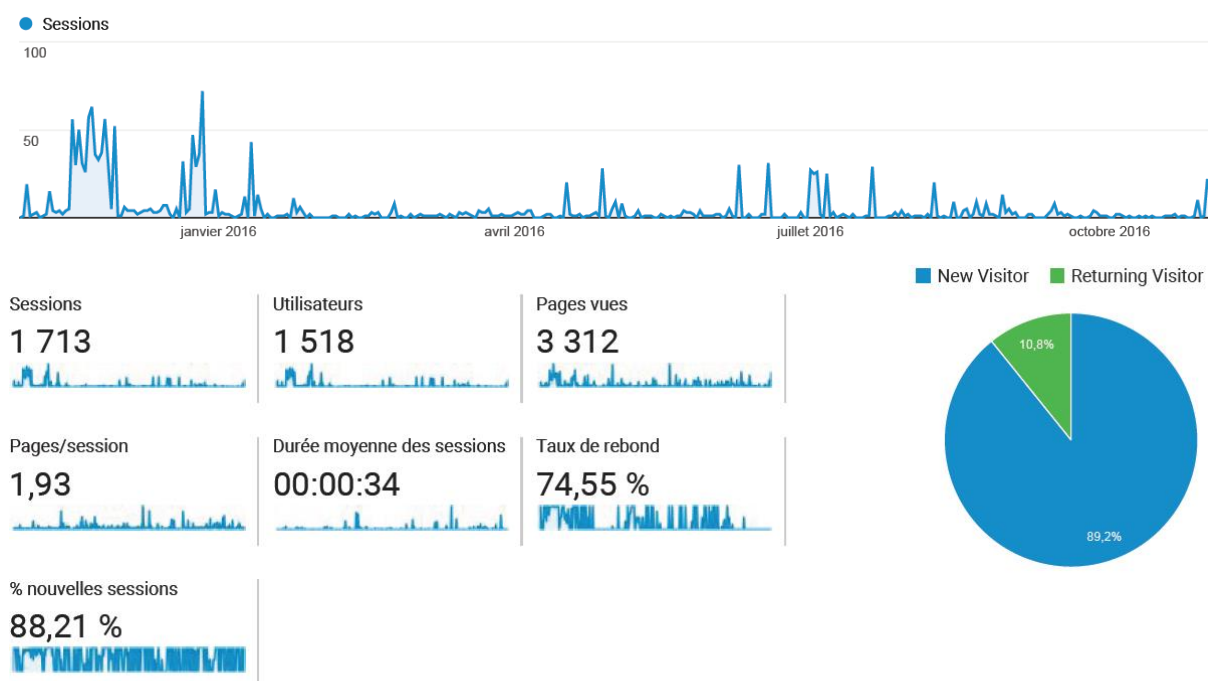 Sessions
100
50
janvier 2016 avril 2016 juillet 2016 octobre 2016
New Visitor Returning Visitor
Sessions
1 713
Utilisateurs
1 518
Pages vues
3 312
Pages/session
1,93
Durée moyenne des sessions
00:00:34
Taux de rebond
74,55 %
% nouvelles sessions
88,21 %
10,8%
89,2%